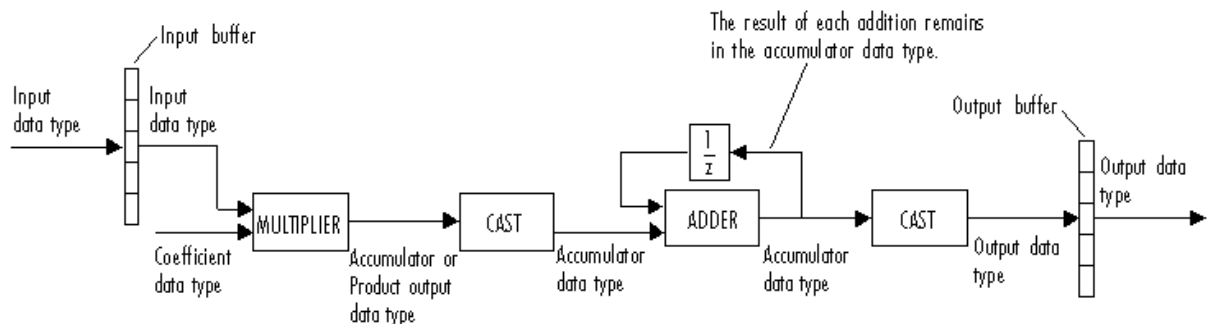 Input buffer
Input
data type
Input
data type
MULTIPLIER
Coefficient
data type
Accumulator or
Product output
data type
CAST
Accumulator
data type
The result of each addition remains
in the accumulator data type.
1
z
ADDER
Accumulator
data type
CAST
Output data
type
Output buffer
Output data
type